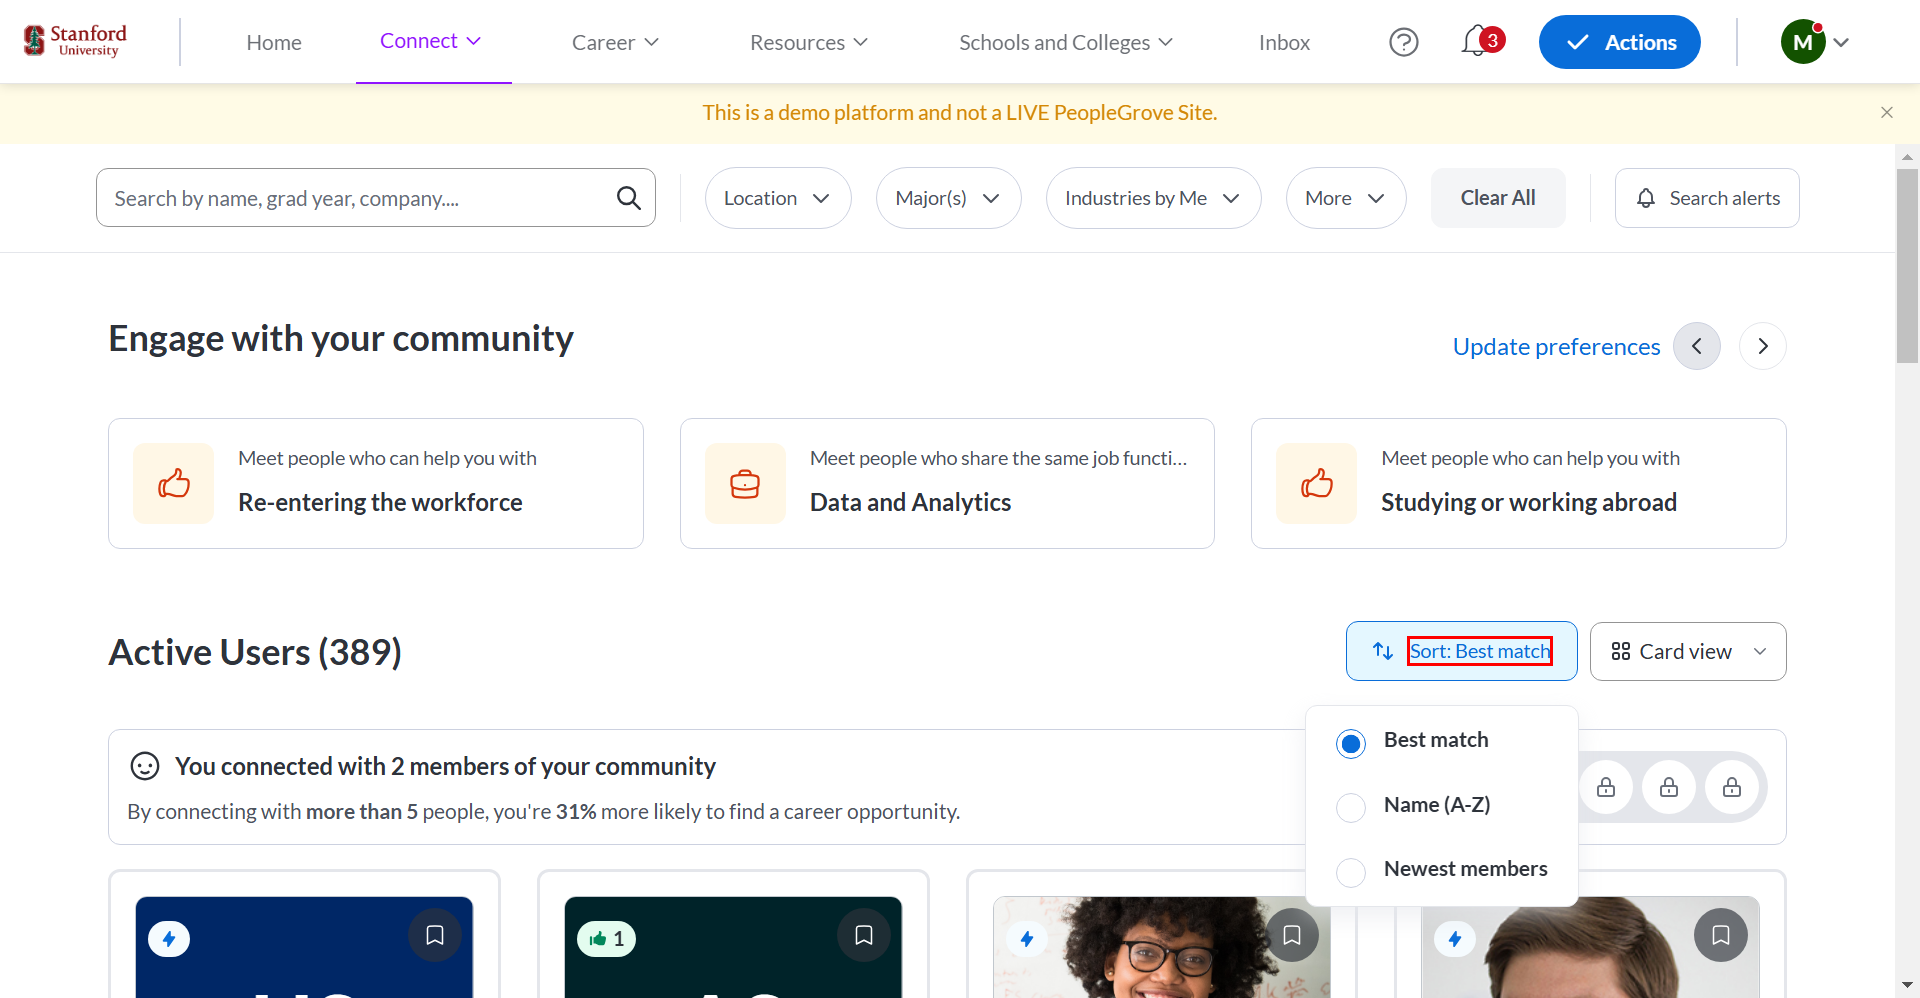 Stanford
University
Home
Connect
Career
Resources
Schools and Colleges
Inbox
3
Actions
M
This is a demo platform and not a LIVE PeopleGrove Site.
Search by name, grad year, company....
Location
Major(s)
Industries by Me
More
Clear All
Search alerts
Engage with your community
Update preferences
Meet people who can help you with
Re-entering the workforce
Meet people who share the same job functi...
Data and Analytics
Meet people who can help you with
Studying or working abroad
Active Users (389)
Sort: Best match
Card view
Best match
Name (A-Z)
Newest members
You connected with 2 members of your community
By connecting with more than 5 people, you're 31% more likely to find a career opportunity.
1